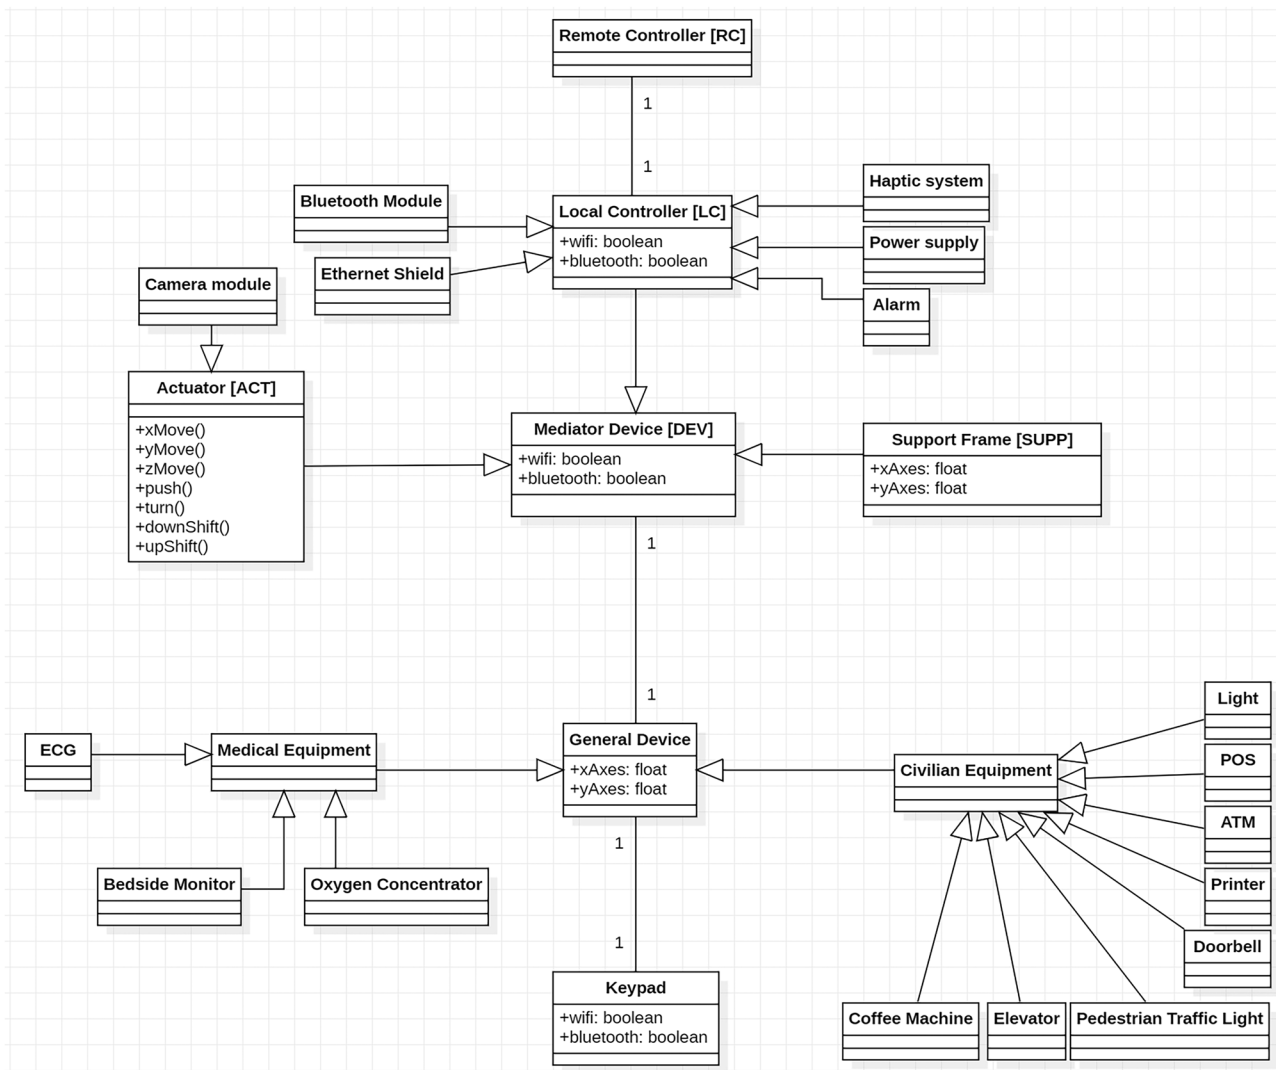 Remote Controller [RC]
1
1
Bluetooth Module
Ethernet Shield
Camera module
Local Controller [LC]
+wifi: boolean
+bluetooth: boolean
Haptic system
Power supply
Alarm
Actuator [ACT]
+xMove()
+yMove()
+zMove()
+push()
+turn()
+downShift()
+upShift()
Mediator Device [DEV]
+wifi: boolean
+bluetooth: boolean
Support Frame [SUPP]
+xAxes: float
+yAxes: float
1
1
ECG
Medical Equipment
Bedside Monitor
Oxygen Concentrator
General Device
+xAxes: float
+yAxes: float
Civilian Equipment
Light
POS
ATM
Printer
Doorbell
Coffee Machine
Elevator
Pedestrian Traffic Light
1
1
Keypad
+wifi: boolean
+bluetooth: boolean